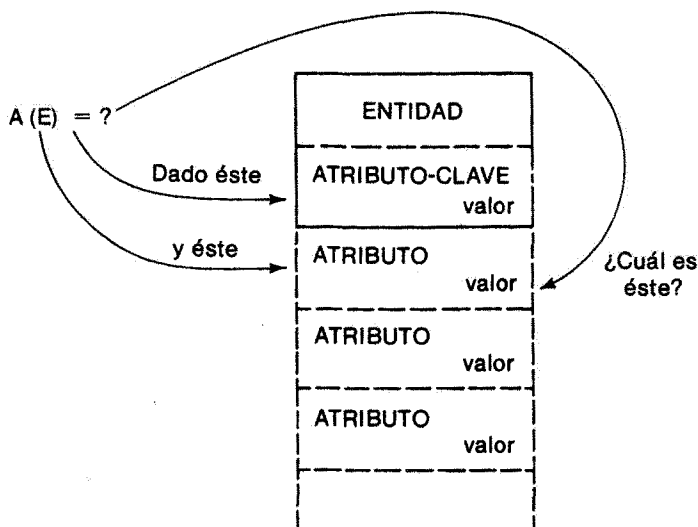 A (E) = ?
ENTIDAD
Dado éste
ATRIBUTO-CLAVE
valor
y éste
ATRIBUTO
valor
¿Cuál es
éste?
ATRIBUTO
valor
ATRIBUTO
valor